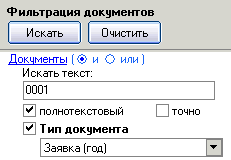 Фильтрация документов
Искать Очистить
Документы ( и или )
Искать текст:
0001
полнотекстовый точно
Тип документа
Заявка (год)